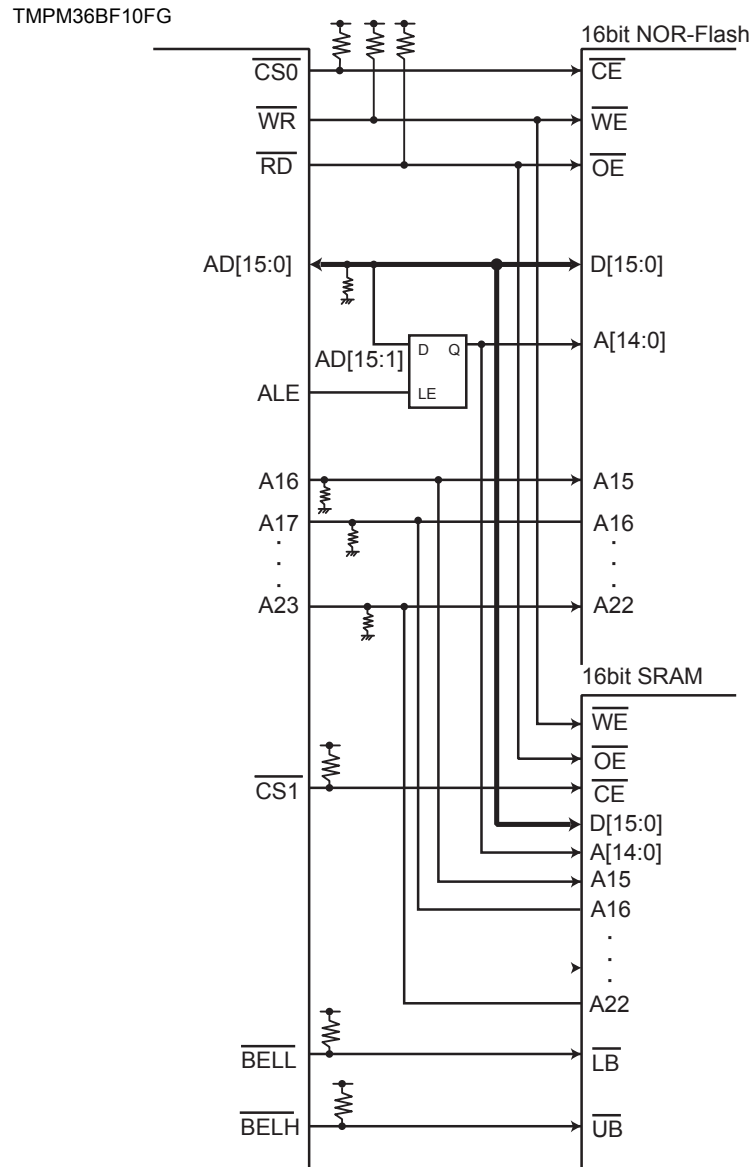 TMPM36BF10FG
16bit NOR-Flash
CS0
CE
WR
WE
RD
OE
AD[15:0]
D[15:0]
D
Q
A[14:0]
AD[15:1]
ALE
LE
A16
A15
A17
A16
.
.
.
.
.
.
A23
A22
16bit SRAM
WE
OE
CS1
CE
D[15:0]
A[14:0]
A15
A16
.
.
.
A22
BELL
LB
BELH
UB